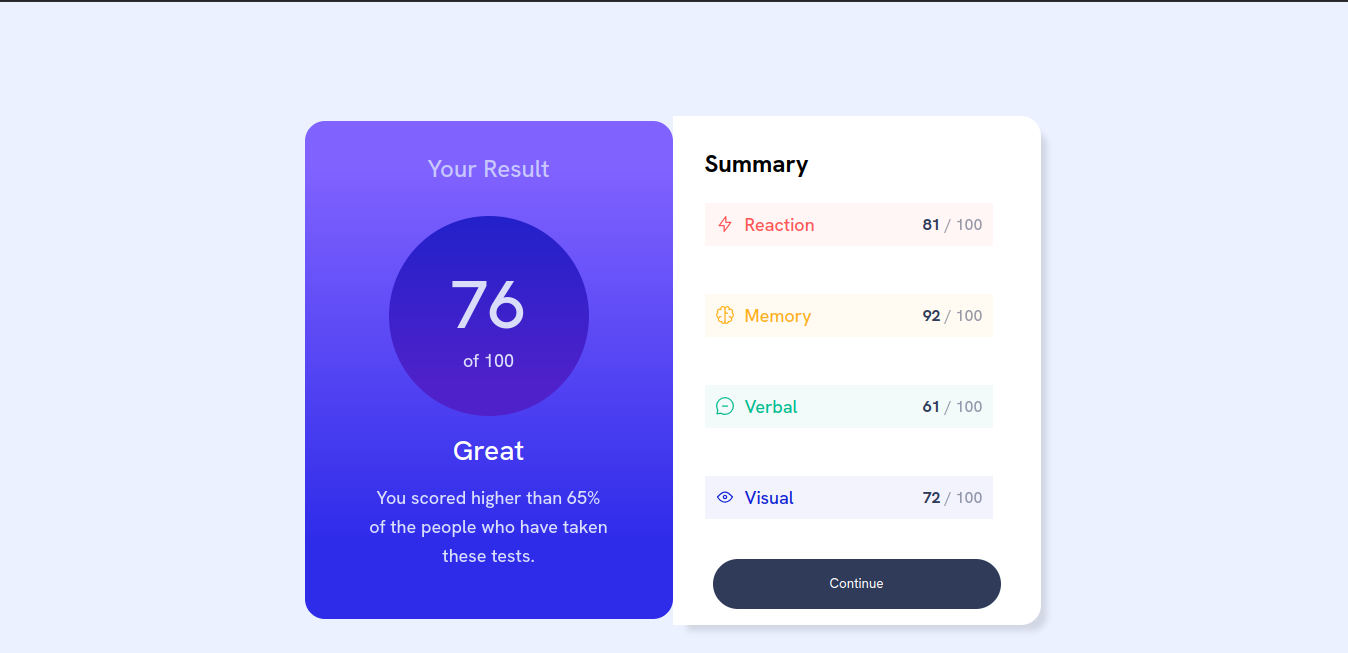 Your Result
76
of 100
Great
You scored higher than 65%
of the people who have taken
these tests.
Summary
Reaction 81 / 100
Memory 92 / 100
Verbal 61 / 100
Visual 72 / 100
Continue